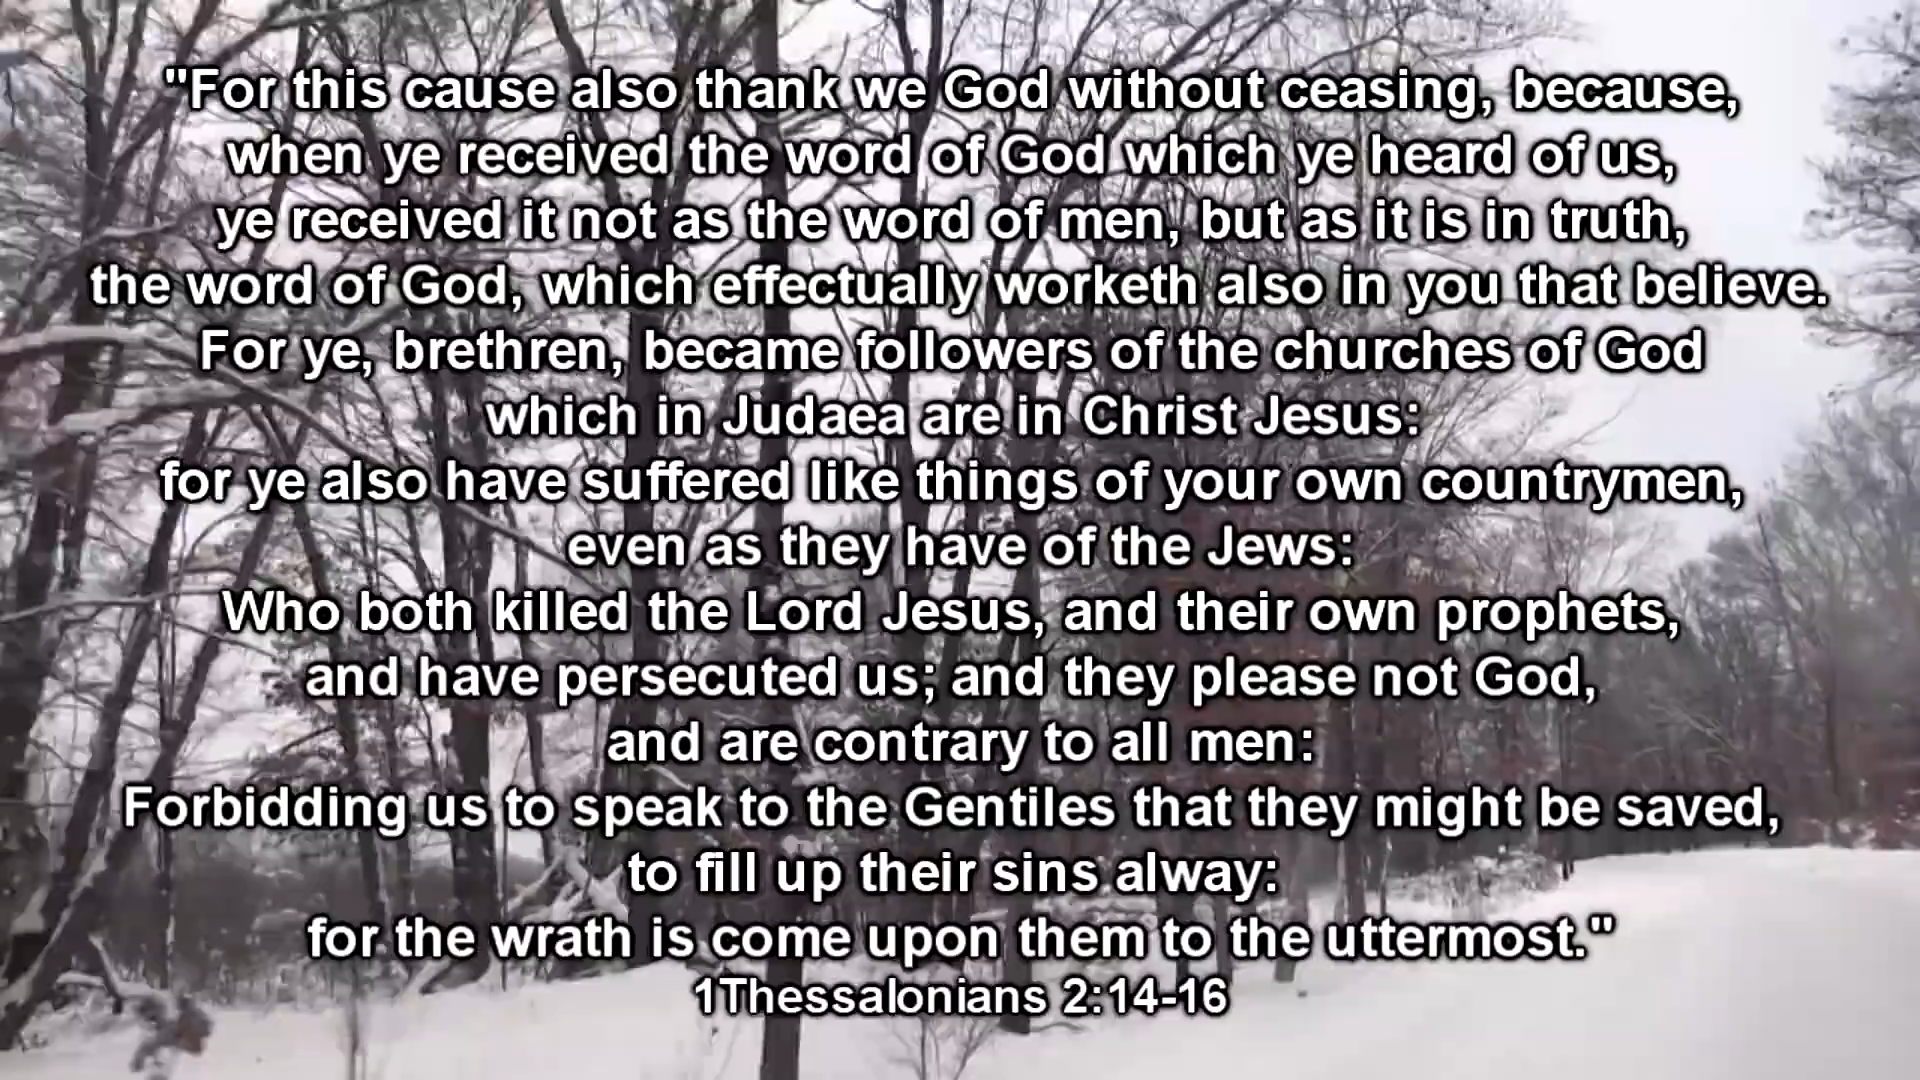 "For this cause also thank we God without ceasing, because,
when ye received the word of God which ye heard of us,
ye received it not as the word of men, but as it is in truth,
the word of God, which effectually worketh also in you that believe.
For ye, brethren, became followers of the churches of God
which in Judaea are in Christ Jesus:
for ye also have suffered like things of your own countrymen,
even as they have of the Jews:
Who both killed the Lord Jesus, and their own prophets,
and have persecuted us; and they please not God,
and are contrary to all men:
Forbidding us to speak to the Gentiles that they might be saved,
to fill up their sins alway:
for the wrath is come upon them to the uttermost."
1Thessalonians 2:14-16